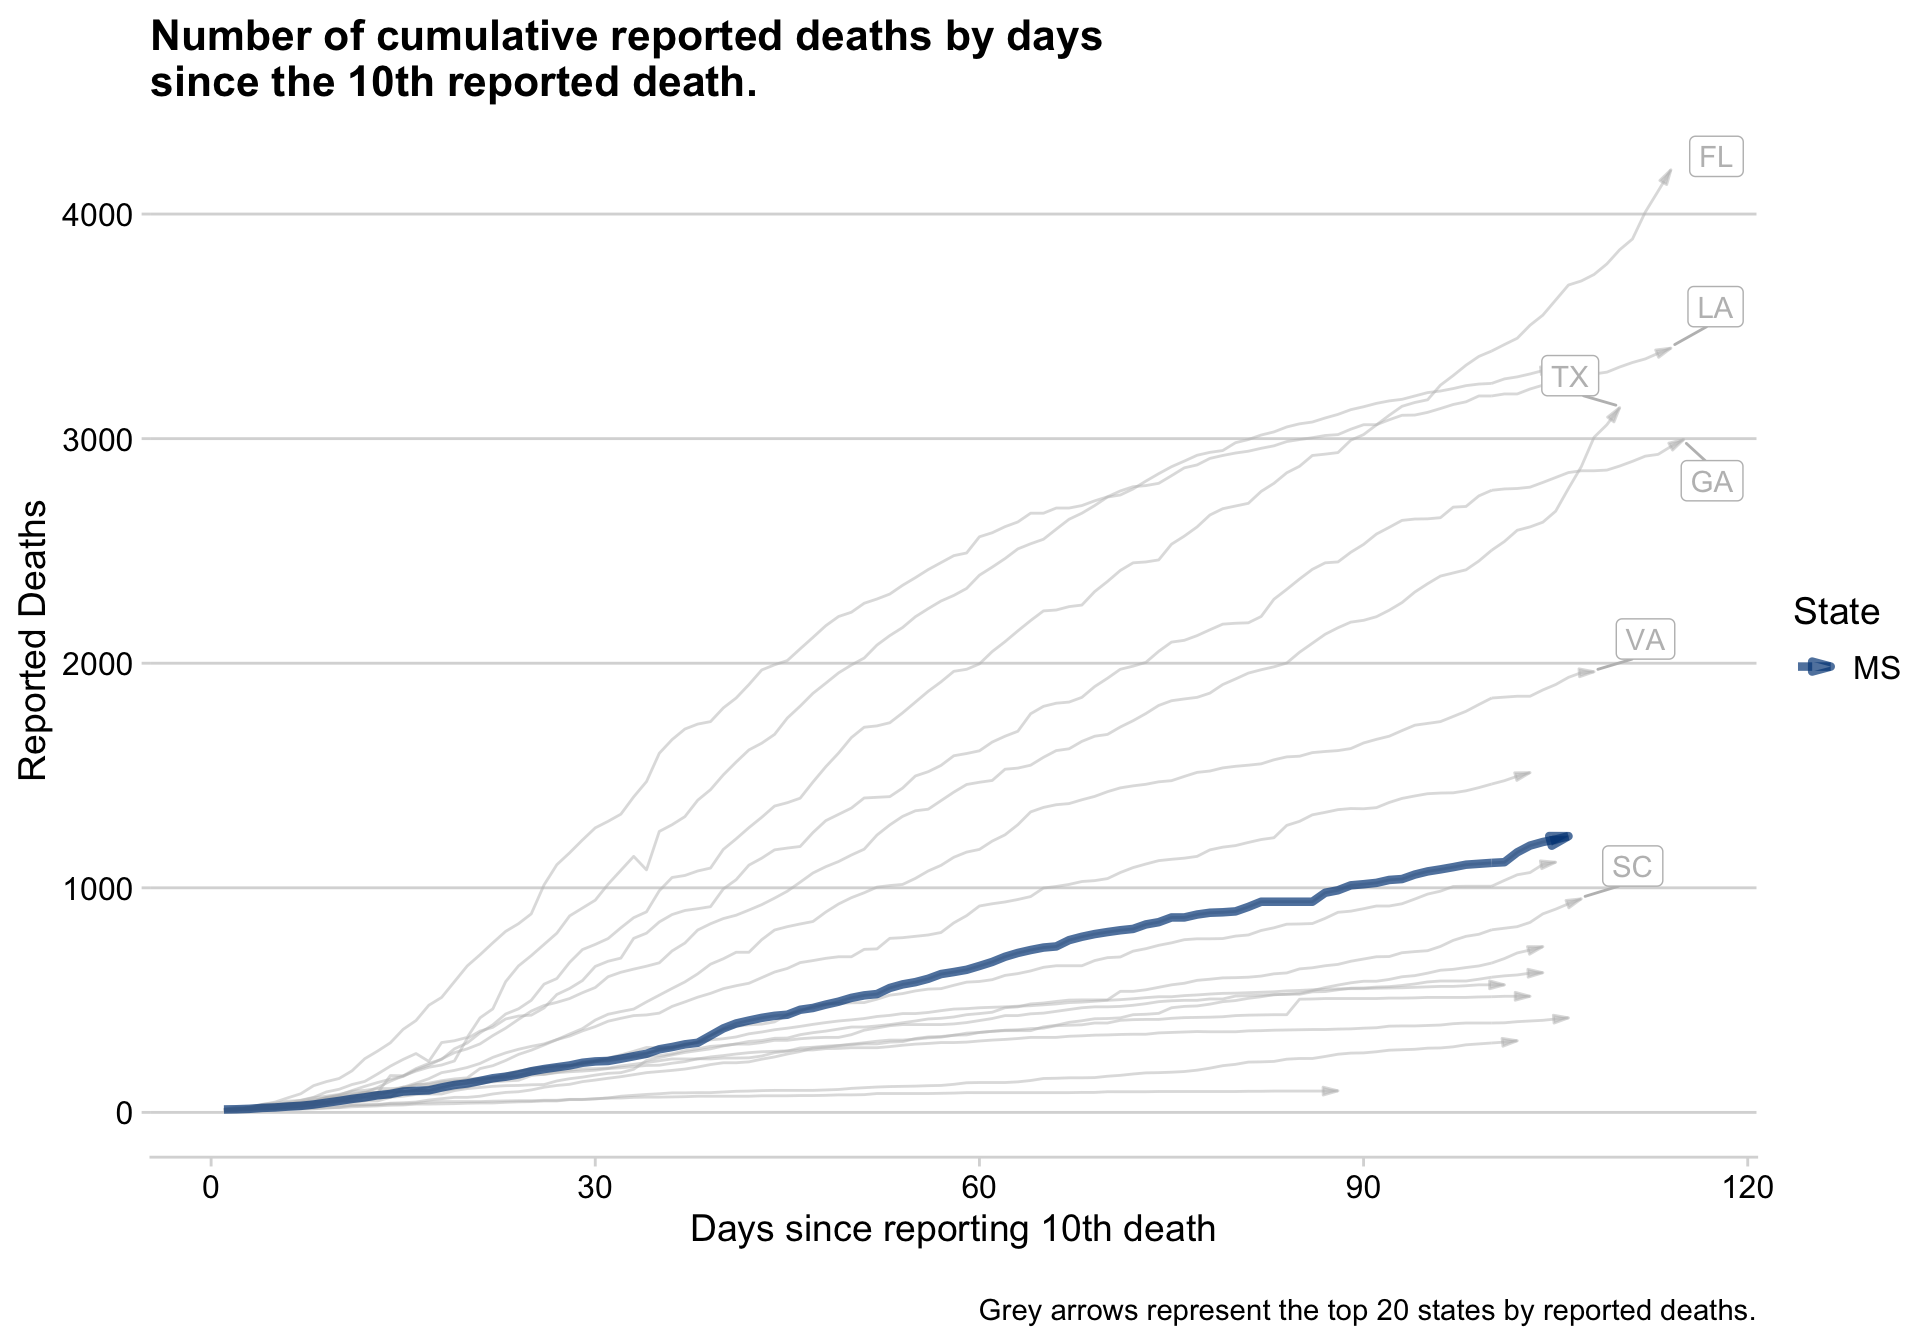 Number of cumulative reported deaths by days
since the 10th reported death.
FL
4000
LA
TX
3000
GA
Reported Deaths
State
VA
2000
MS
SC
1000
0
0 30 60 90 120
Days since reporting 10th death
Grey arrows represent the top 20 states by reported deaths.